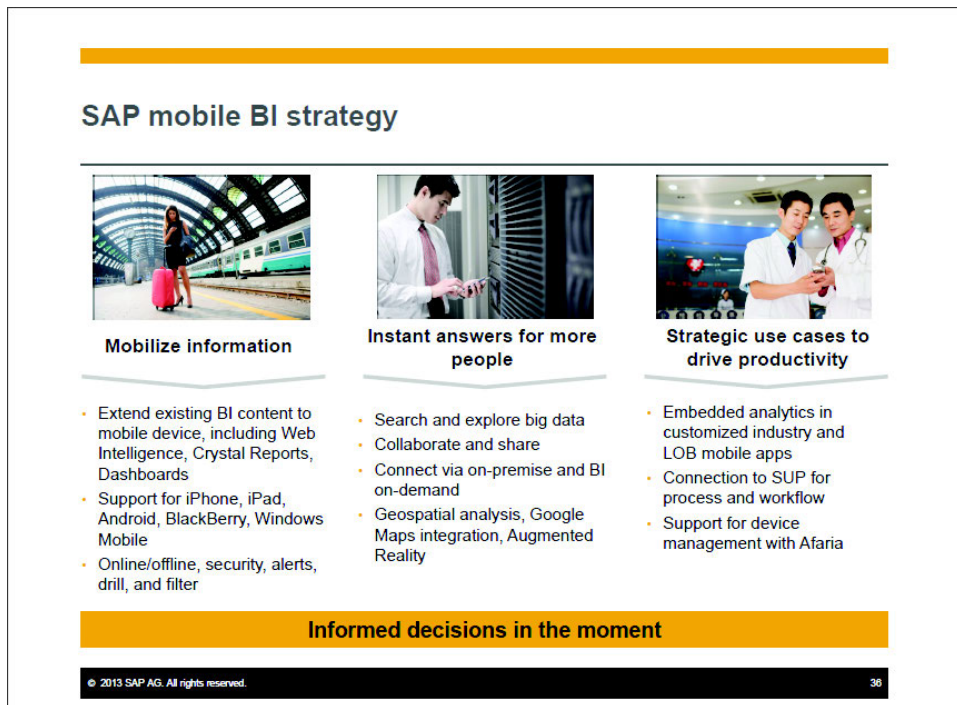 SAP mobile BI strategy
Mobilize information
• Extend existing BI content to
mobile device, including Web
Intelligence, Crystal Reports,
Dashboards
• Support for iPhone, iPad,
Android, BlackBerry, Windows
Mobile
• Online/offline, security, alerts,
drill, and filter
Instant answers for more
people
• Search and explore big data
• Collaborate and share
• Connect via on-premise and BI
on-demand
• Geospatial analysis, Google
Maps integration, Augmented
Reality
Strategic use cases to
drive productivity
• Embedded analytics in
customized industry and
LOB mobile apps
• Connection to SUP for
process and workflow
• Support for device
management with Afaria
Informed decisions in the moment
© 2013 SAP AG. All rights reserved.
36